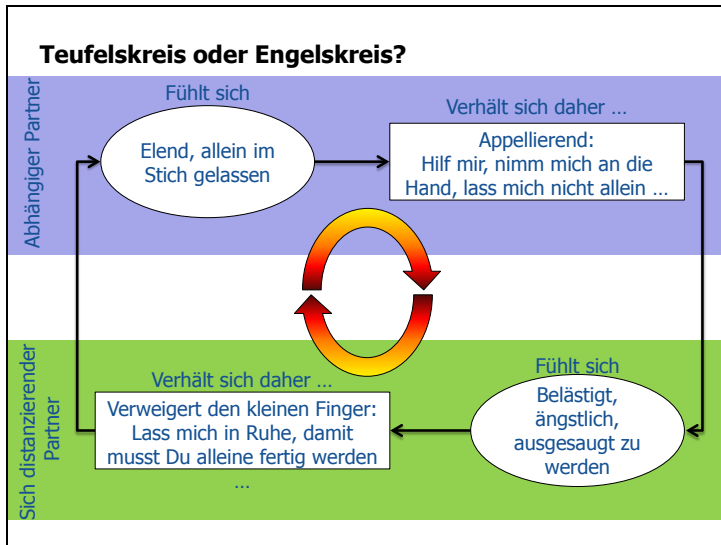 Teufelskreis oder Engelskreis?
Abhängiger Partner
Fühlt sich
Elend, allein im
Stich gelassen
Verhält sich daher …
Appellierend:
Hilf mir, nimm mich an die
Hand, lass mich nicht allein …
Sich distanzierender
Partner
Verhält sich daher …
Verweigert den kleinen Finger:
Lass mich in Ruhe, damit
musst Du alleine fertig werden
…
Fühlt sich
Belästigt,
ängstlich,
ausgesaugt zu
werden